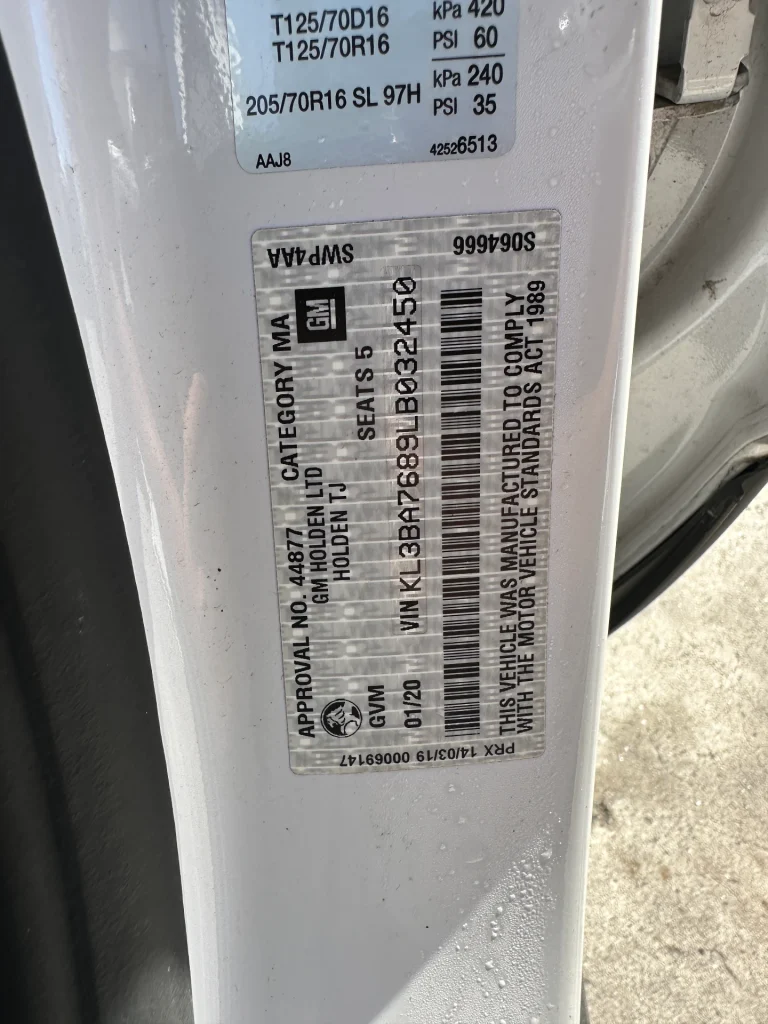 T125/70D16 kPa 420
T125/70R16 PSI 60
205/70R16 SL 97H kPa 240
PSI 35
AAJ8 42526513
SWP4AA S064666
APPROVAL NO. 44877 CATEGORY MA
GM HOLDEN LTD
HOLDEN TJ
GM
GVM SEATS 5
01/20 VIN KL3BA7689LB032450
THIS VEHICLE WAS MANUFACTURED TO COMPLY
WITH THE MOTOR VEHICLE STANDARDS ACT 1989
PRX 14/03/19 00069147